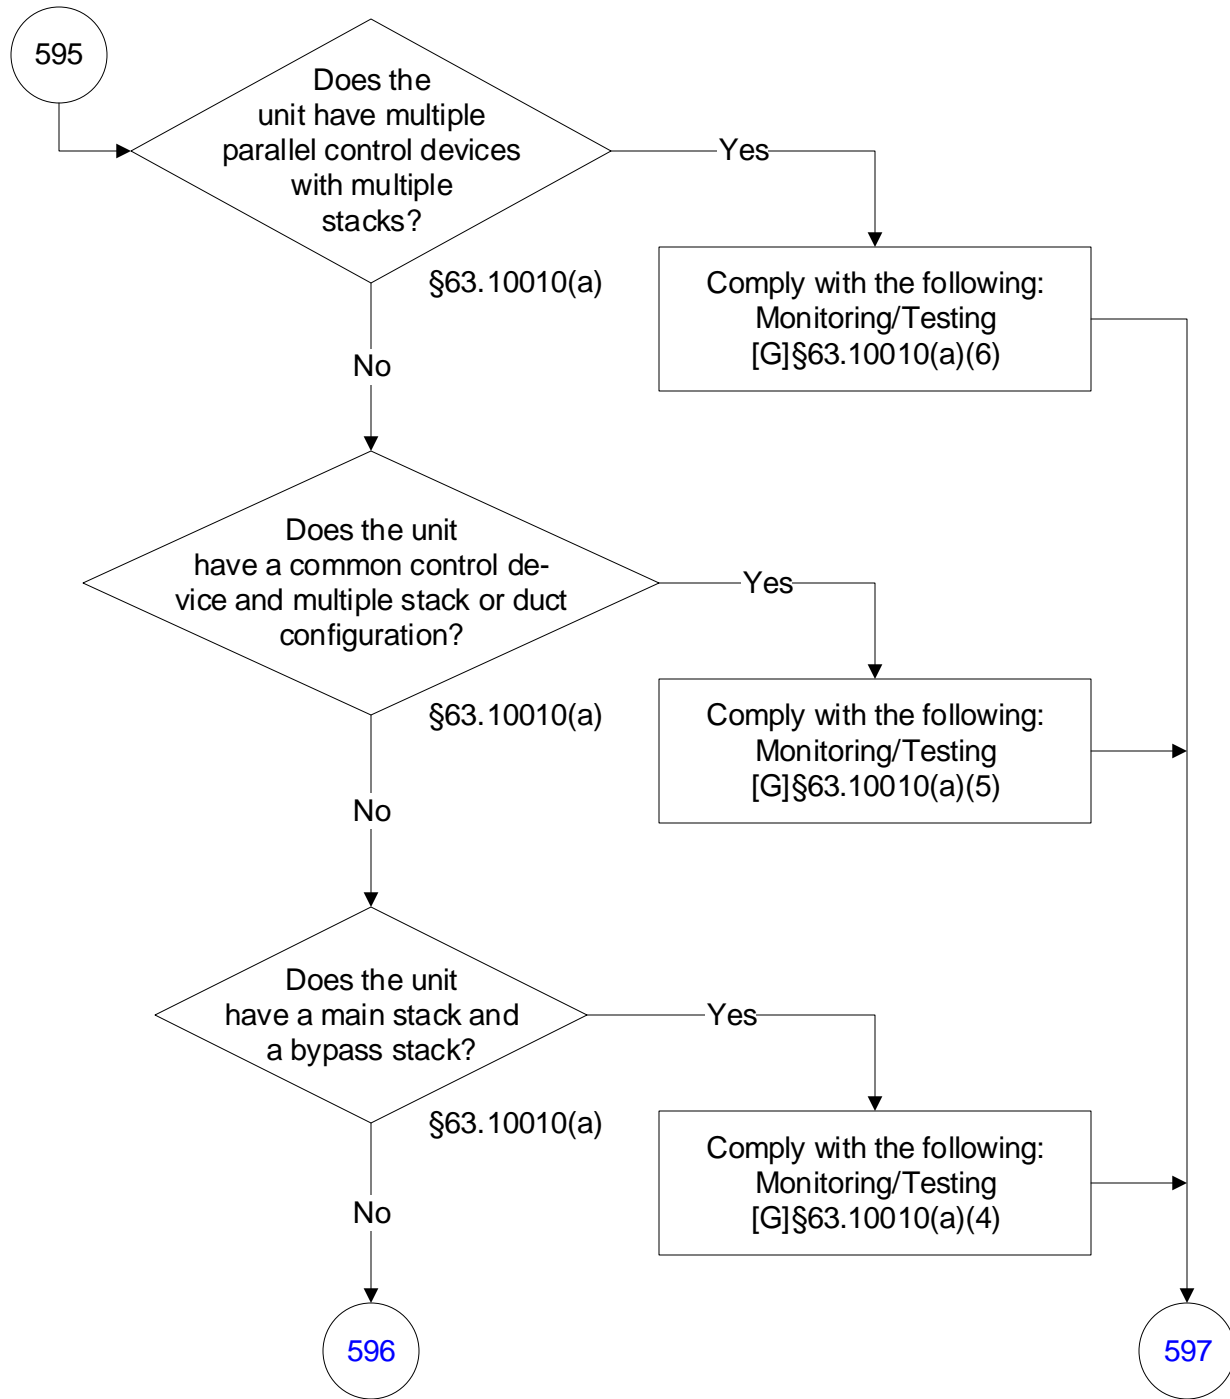 595
Does the
unit have multiple
parallel control devices
with multiple
stacks?
Yes
§63.10010(a)
Comply with the following:
Monitoring/Testing
[G]§63.10010(a)(6)
No
Does the unit
have a common control de-
vice and multiple stack or duct
configuration?
Yes
§63.10010(a)
Comply with the following:
Monitoring/Testing
[G]§63.10010(a)(5)
No
Does the unit
have a main stack and
a bypass stack?
Yes
§63.10010(a)
Comply with the following:
Monitoring/Testing
[G]§63.10010(a)(4)
No
596
597